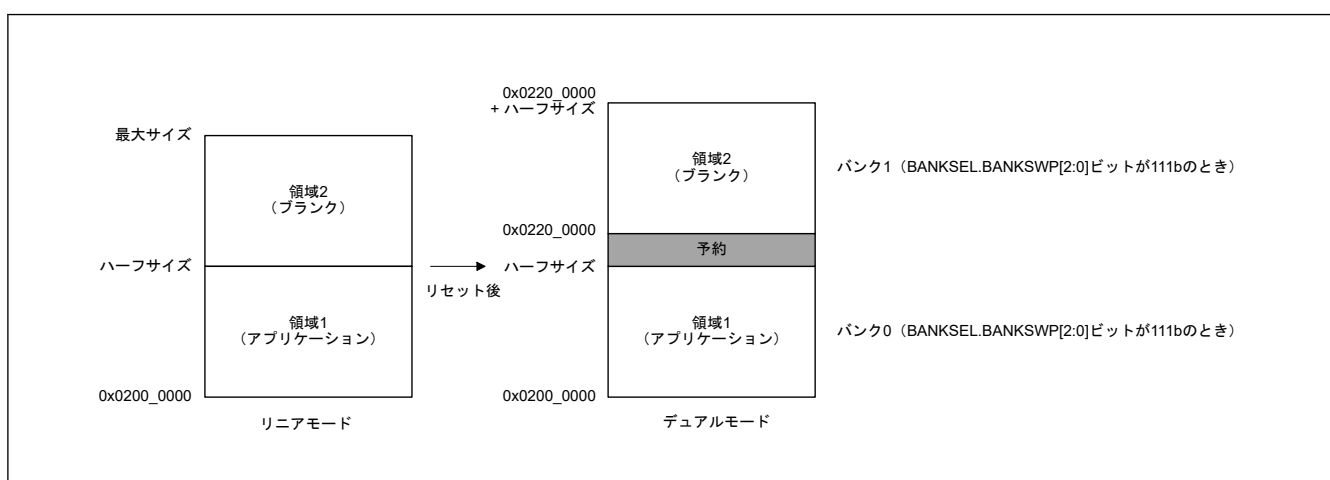 最大サイズ
領域2
（ブランク）
ハーフサイズ
領域1
（アプリケーション）
0x0200_0000
リニアモード
リセット後
0x0220_0000
+ ハーフサイズ
領域2
（ブランク）
0x0220_0000
予約
ハーフサイズ
領域1
（アプリケーション）
0x0200_0000
デュアルモード
バンク1（BANKSEL.BANKSWP[2:0]ビットが111bのとき）
バンク0（BANKSEL.BANKSWP[2:0]ビットが111bのとき）